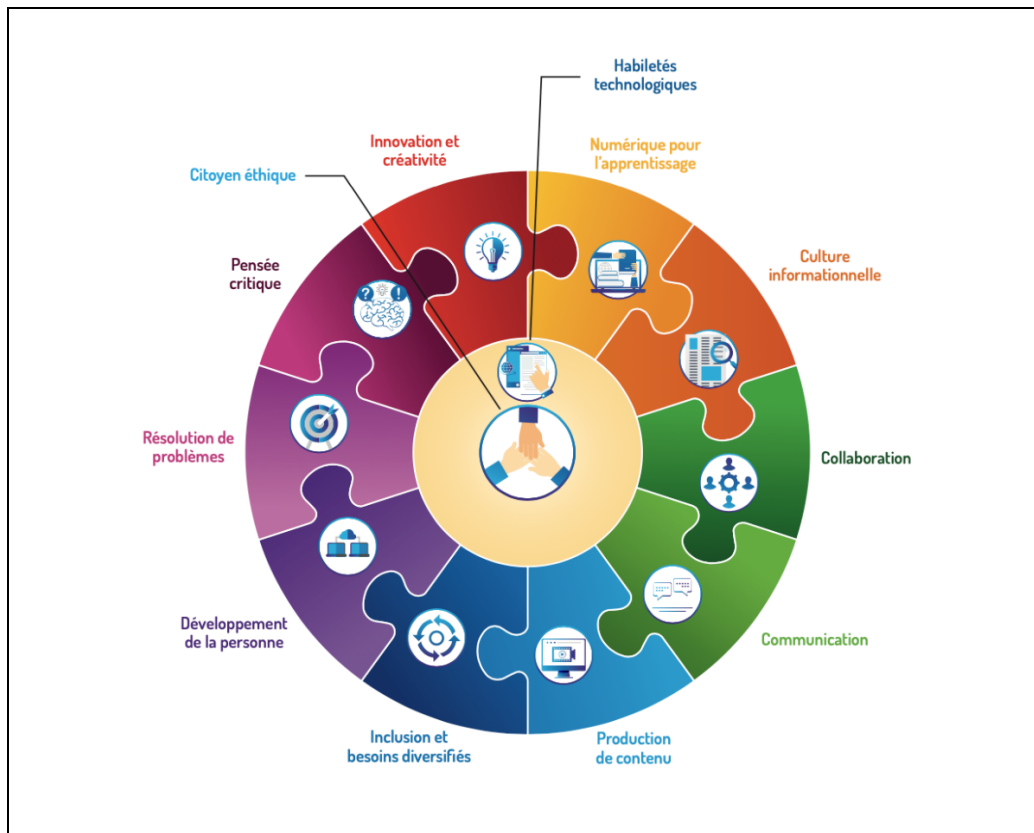 Habiletés
technologiques
Innovation et
créativité
Numérique pour
l'apprentissage
Citoyen éthique
Pensée
critique
Culture
informationnelle
Résolution de
problèmes
Collaboration
Développement
de la personne
Communication
Inclusion et
besoins diversifiés
Production
de contenu